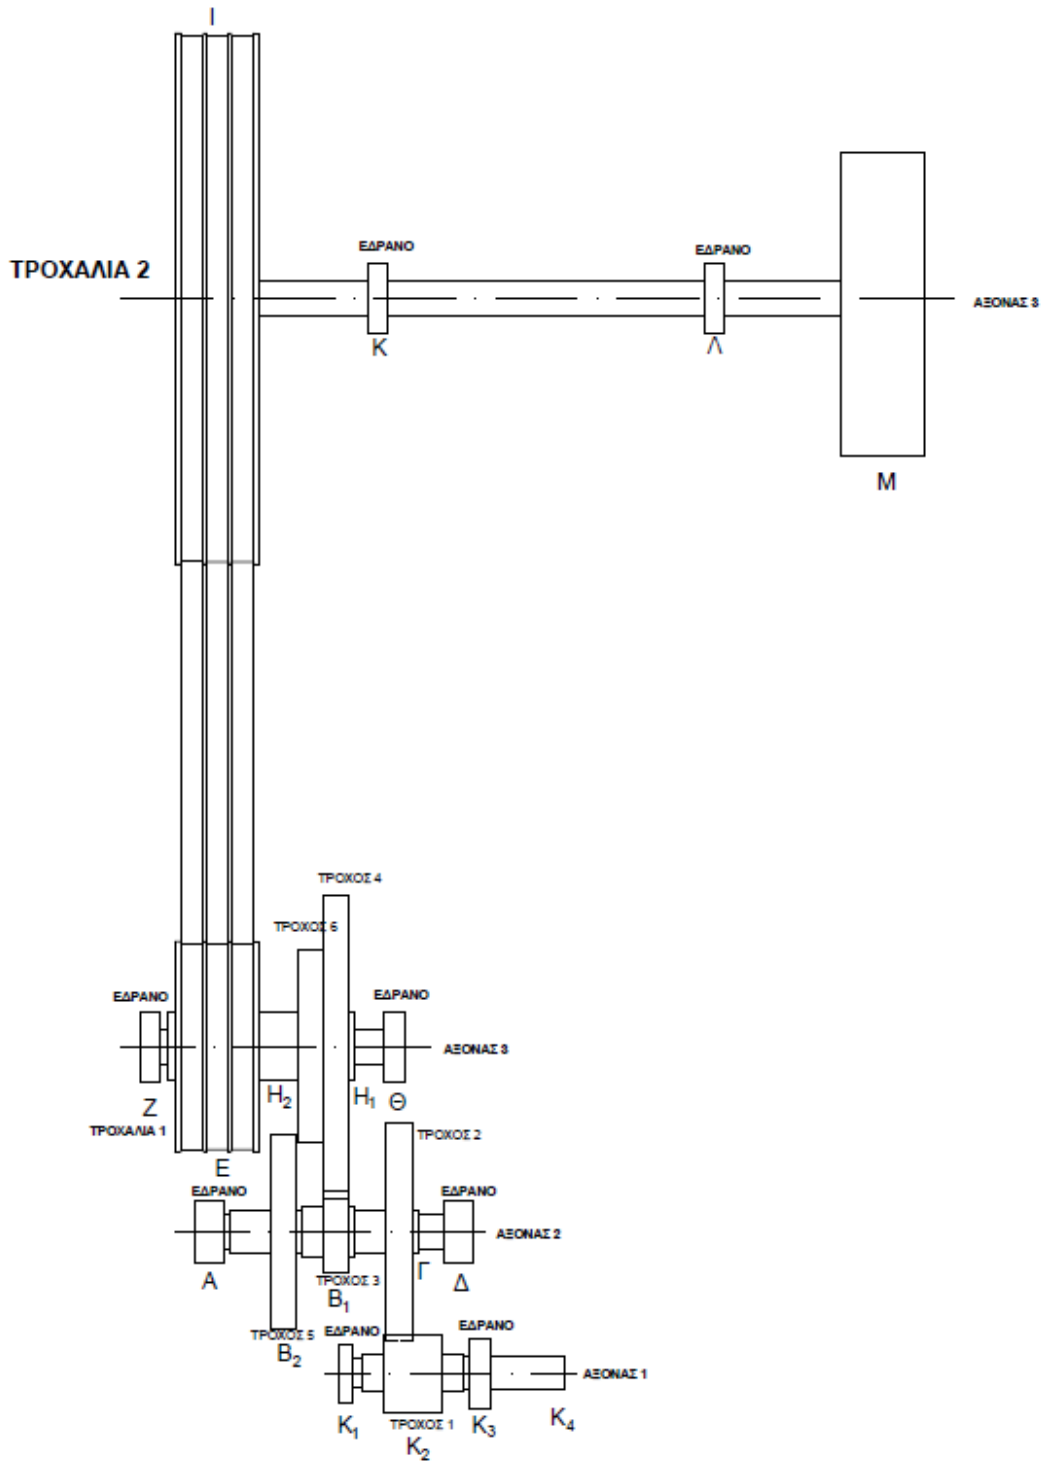 Ι
ΕΔΡΑΝΟ
ΕΔΡΑΝΟ
ΤΡΟΧΑΛΙΑ 2
ΑΞΟΝΑΣ 3
Κ
Λ
Μ
ΤΡΟΧΟΣ 4
ΤΡΟΧΟΣ 6
ΕΔΡΑΝΟ
ΕΔΡΑΝΟ
ΑΞΟΝΑΣ 3
Ζ
Η2
Η1
Θ
ΤΡΟΧΑΛΙΑ 1
ΤΡΟΧΟΣ 2
Ε
ΕΔΡΑΝΟ
ΕΔΡΑΝΟ
ΑΞΟΝΑΣ 2
Α
ΤΡΟΧΟΣ 3
Γ
Δ
Β1
ΤΡΟΧΟΣ 5
ΕΔΡΑΝΟ
ΕΔΡΑΝΟ
Β2
ΑΞΟΝΑΣ 1
Κ1
ΤΡΟΧΟΣ 1
Κ2
Κ3
Κ4